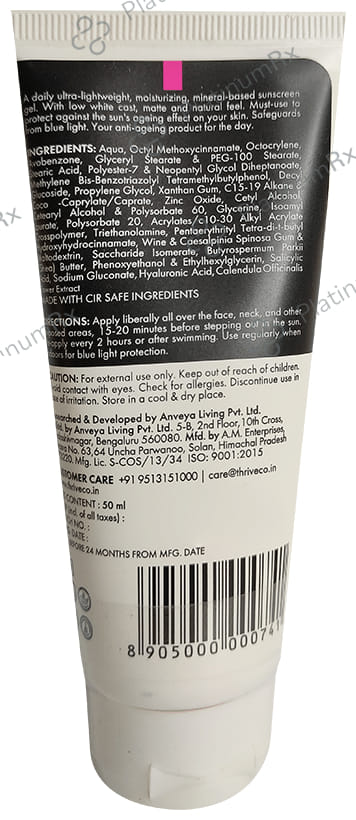 A daily ultra-lightweight, moisturizing, mineral-based sunscreen
gel. With low white cast, matte and natural feel. Must-use to
protect against the sun's ageing effect on your skin. Safeguards
from blue light. Your anti-ageing product for the day.
INGREDIENTS: Aqua, Octyl Methoxycinnamate, Octocrylene,
Avobenzone, Glyceryl Stearate & PEG-100 Stearate,
Stearic Acid, Polyester-7 & Neopentyl Glycol Diheptanoate,
Methylene Bis-Benzotriazolyl Tetramethylbutylphenol, Decyl
Glucoside, Propylene Glycol, Xanthan Gum, C15-19 Alkane &
Coco -Caprylate/Caprate, Zinc Oxide, Cetyl Alcohol,
Cetearyl Alcohol & Polysorbate 60, Glycerine, Isoamyl
Polysorbate 20, Acrylates/c10-30 Alkyl Acrylate
Crosspolymer, Triethanolamine, Pentaerythrityl Tetra-di-t-butyl
hydroxyhydrocinnamate, Wine & Caesalpinia Spinosa Gum &
Maltodextrin, Saccharide Isomerate, Butyrospermum Parkii
(Shea) Butter, Phenoxyethanol & Ethylhexylglycerin, Salicylic
Acid, Sodium Gluconate, Hyaluronic Acid, Calendula Officinalis
Flower Extract
MADE WITH CIR SAFE INGREDIENTS
DIRECTIONS: Apply liberally all over the face, neck, and other
exposed areas, 15-20 minutes before stepping out in the sun.
Reapply every 2 hours or after swimming. Use regularly when
indoors for blue light protection.
CAUTION: For external use only. Keep out of reach of children.
Avoid contact with eyes. Check for allergies. Discontinue use in
case of irritation. Store in a cool & dry place.
Researched & Developed by Anveya Living Pvt. Ltd.
by Anveya Living Pvt. Ltd. 5-B, 2nd Floor, 10th Cross,
Bengaluru 560080. Mfd. by A.M. Enterprises,
No. 63,64 Uncha Parwanoo, Solan, Himachal Pradesh
Mfg. Lic. S-COS/13/34 ISO: 9001:2015
CUSTOMER CARE +91 9513151000 | care@thriveco.in
thriveco.in
CONTENT : 50 ml
(incl. of all taxes) :
NO. :
DATE :
BEFORE 24 MONTHS FROM MFG. DATE
8 905000 000741
PlatinumRx